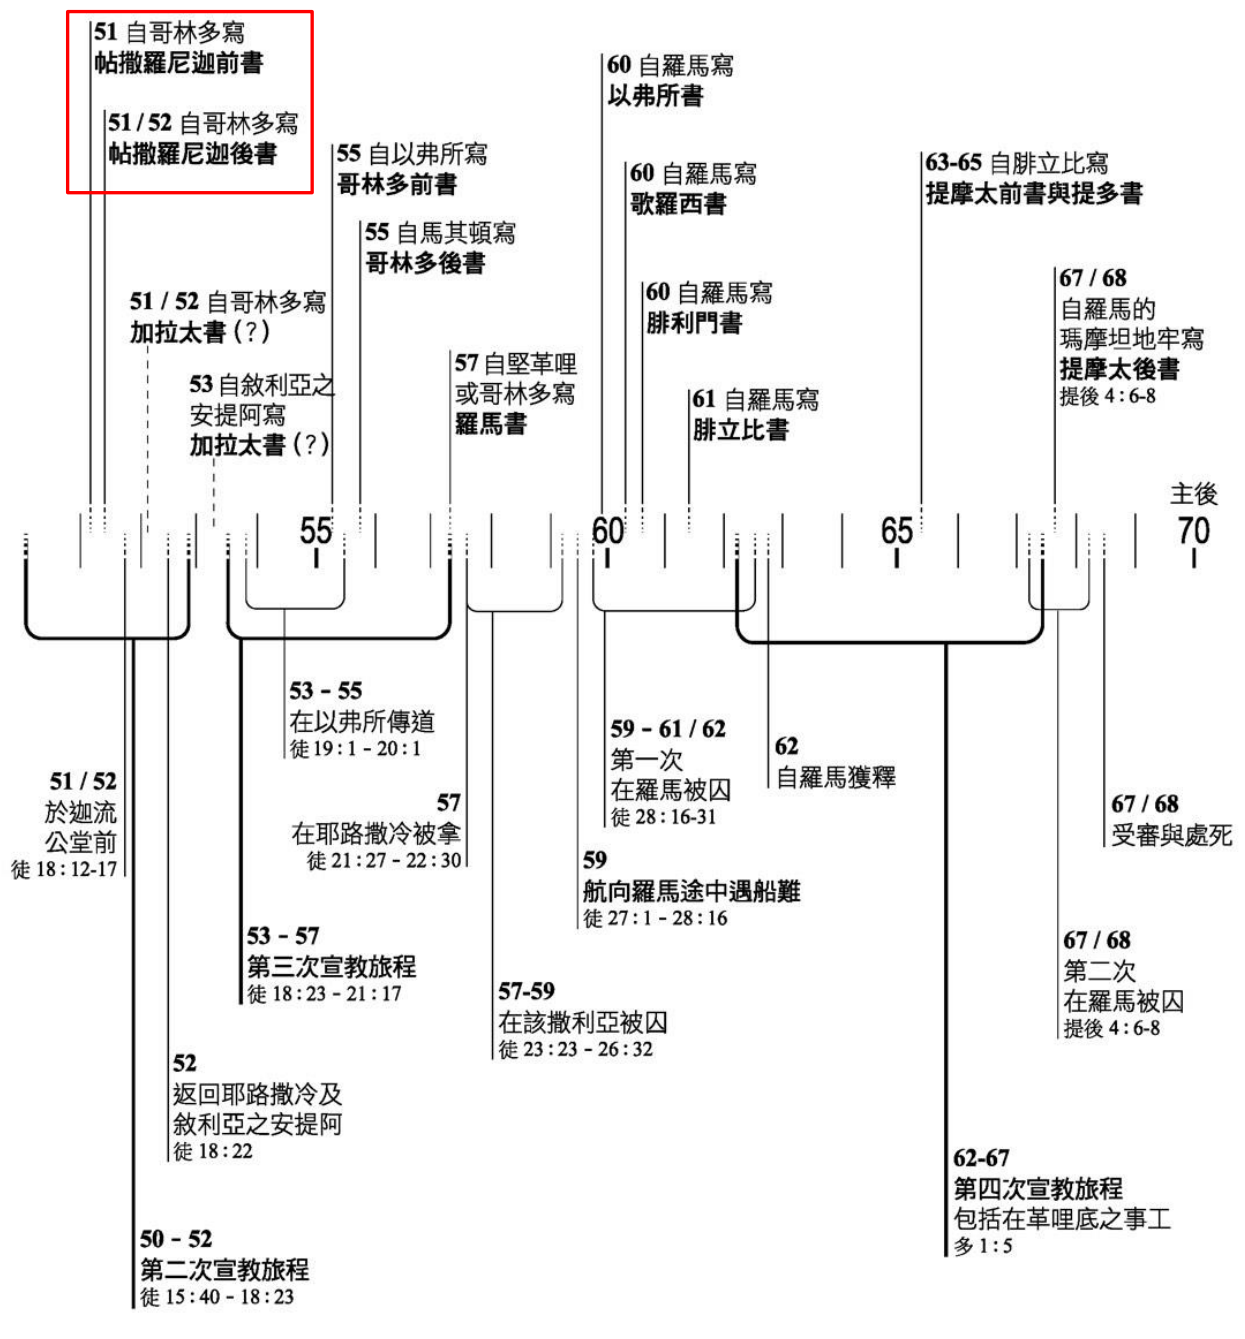 51 自哥林多寫
帖撒羅尼迦前書
51 / 52 自哥林多寫
帖撒羅尼迦後書
51 / 52 自哥林多寫
加拉太書 (?)
53 自敘利亞之
安提阿寫
加拉太書 (?)
55 自以弗所寫
哥林多前書
55 自馬其頓寫
哥林多後書
57 自堅革哩
或哥林多寫
羅馬書
60 自羅馬寫
以弗所書
60 自羅馬寫
歌羅西書
60 自羅馬寫
腓利門書
61 自羅馬寫
腓立比書
63-65 自腓立比寫
提摩太前書與提多書
67 / 68
自羅馬的
瑪摩坦地牢寫
提摩太後書
提後 4 : 6-8
主後
55
60
65
70
51 / 52
於迦流
公堂前
徒 18 : 12-17
50 – 52
第二次宣教旅程
徒 15 : 40 – 18 : 23
52
返回耶路撒冷及
敘利亞之安提阿
徒 18 : 22
53 – 57
第三次宣教旅程
徒 18 : 23 – 21 : 17
53 – 55
在以弗所傳道
徒 19 : 1 – 20 : 1
57
在耶路撒冷被拿
徒 21 : 27 – 22 : 30
57-59
在該撒利亞被囚
徒 23 : 23 – 26 : 32
59
航向羅馬途中遇船難
徒 27 : 1 – 28 : 16
59 – 61 / 62
第一次
在羅馬被囚
徒 28 : 16-31
62
自羅馬獲釋
62-67
第四次宣教旅程
包括在革哩底之事工
多 1 : 5
67 / 68
第二次
在羅馬被囚
提後 4 : 6-8
67 / 68
受審與處死